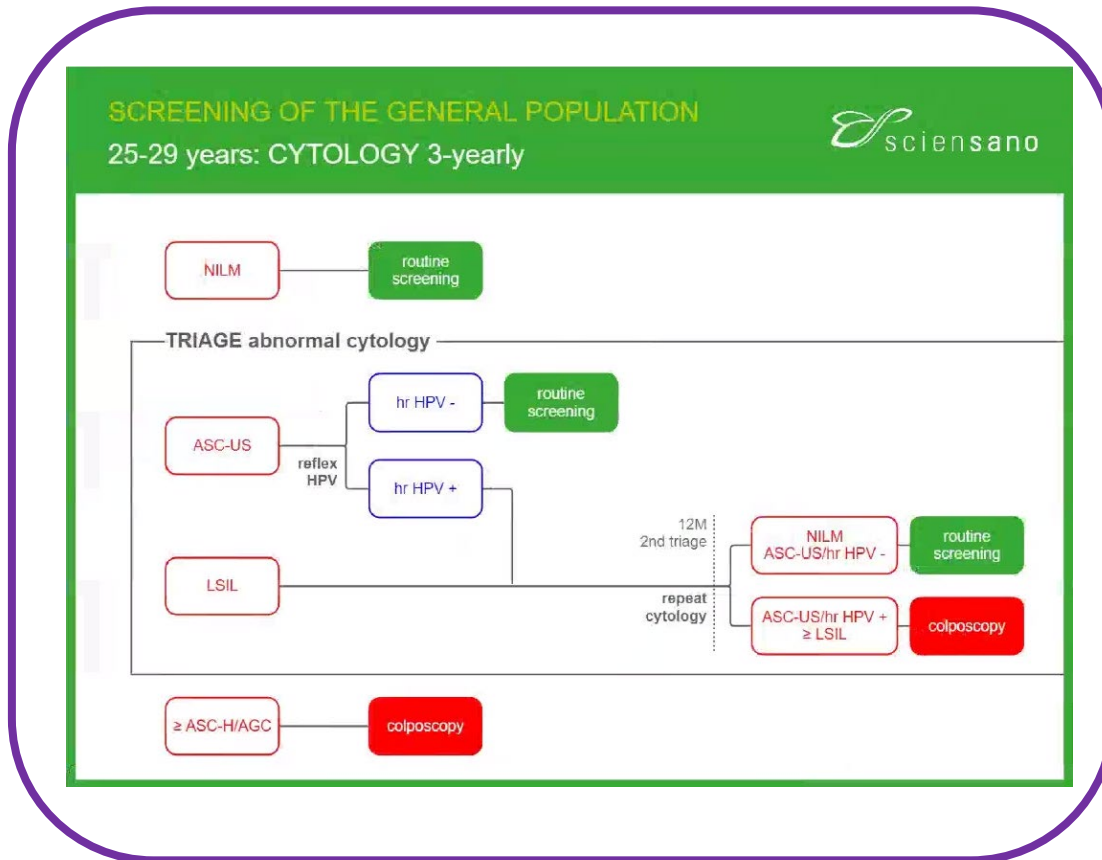 SCREENING OF THE GENERAL POPULATION
25-29 years: CYTOLOGY 3-yearly
sciensano
NILM
routine
screening
TRIAGE abnormal cytology
ASC-US
reflex
HPV
hr HPV -
routine
screening
hr HPV +
LSIL
12M
2nd triage
repeat
cytology
NILM
ASC-US/hr HPV -
routine
screening
ASC-US/hr HPV +
≥ LSIL
colposcopy
≥ ASC-H/AGC
colposcopy